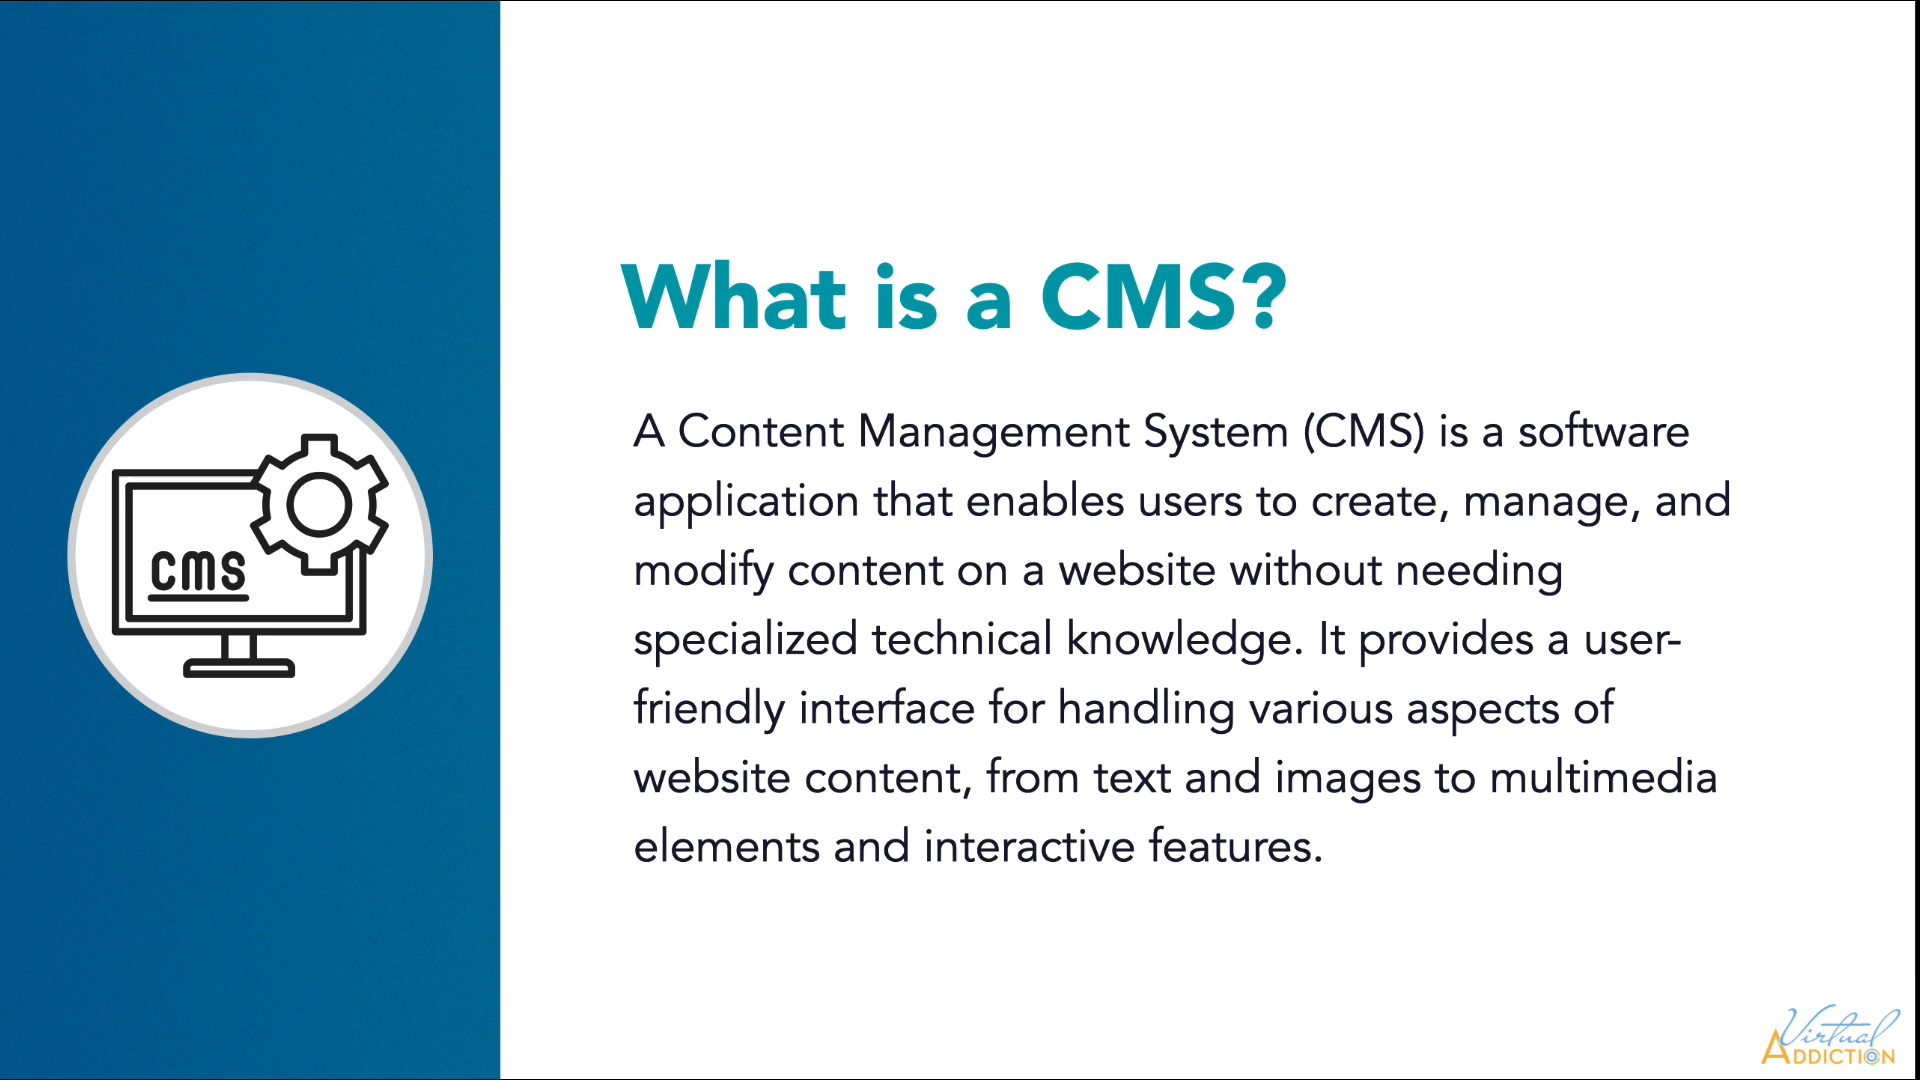 What is a CMS?
cms
A Content Management System (CMS) is a software
application that enables users to create, manage, and
modify content on a website without needing
specialized technical knowledge. It provides a user-
friendly interface for handling various aspects of
website content, from text and images to multimedia
elements and interactive features.
Virtual
ADDICTION